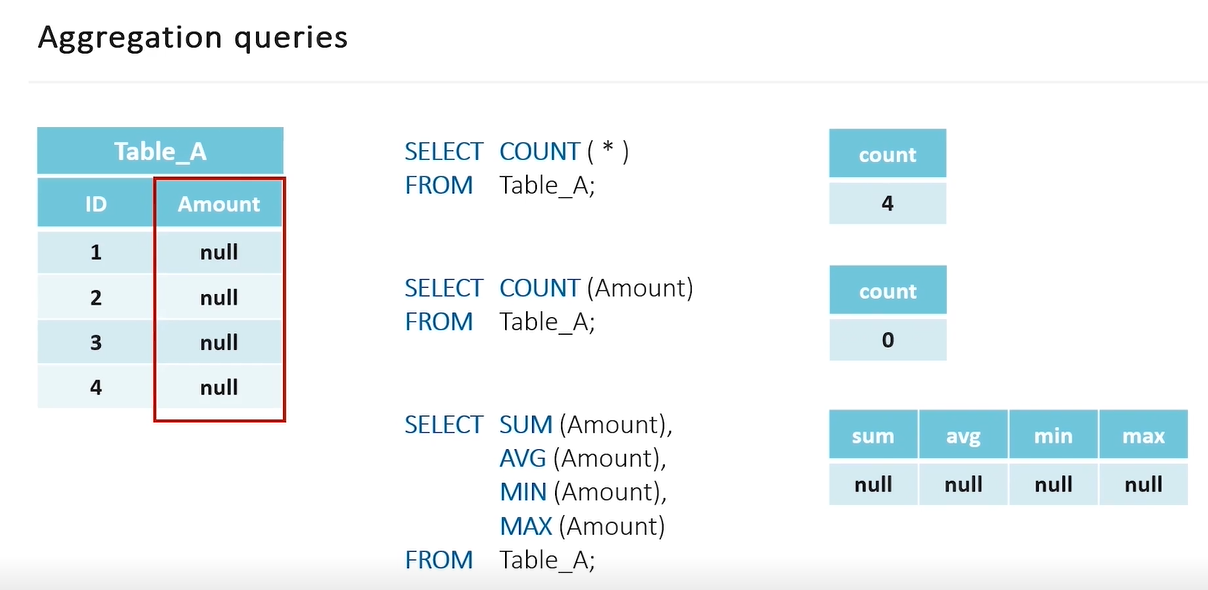 Aggregation queries
Table_A
ID Amount
1 null
2 null
3 null
4 null
SELECT COUNT ( * )
FROM Table_A;
count
4
SELECT COUNT (Amount)
FROM Table_A;
count
0
SELECT SUM (Amount),
AVG (Amount),
MIN (Amount),
MAX (Amount)
FROM Table_A;
sum avg min max
null null null null